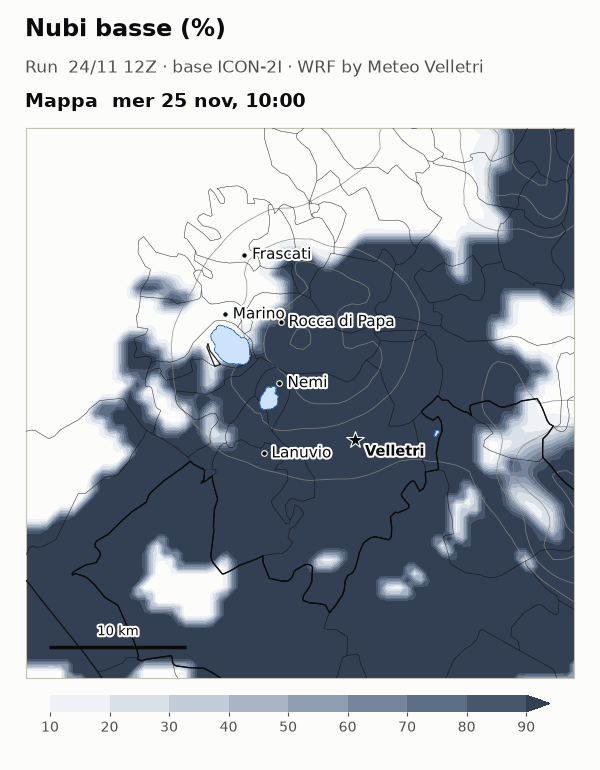 Nubi basse (%)
Run  24/11 12Z · base ICON-2I · WRF by Meteo Velletri
Mappa  mer 25 nov, 10:00
Frascati
Marino
Rocca di Papa
Nemi
Velletri
Lanuvio
10 km
10 20 30 40 50 60 70 80 90